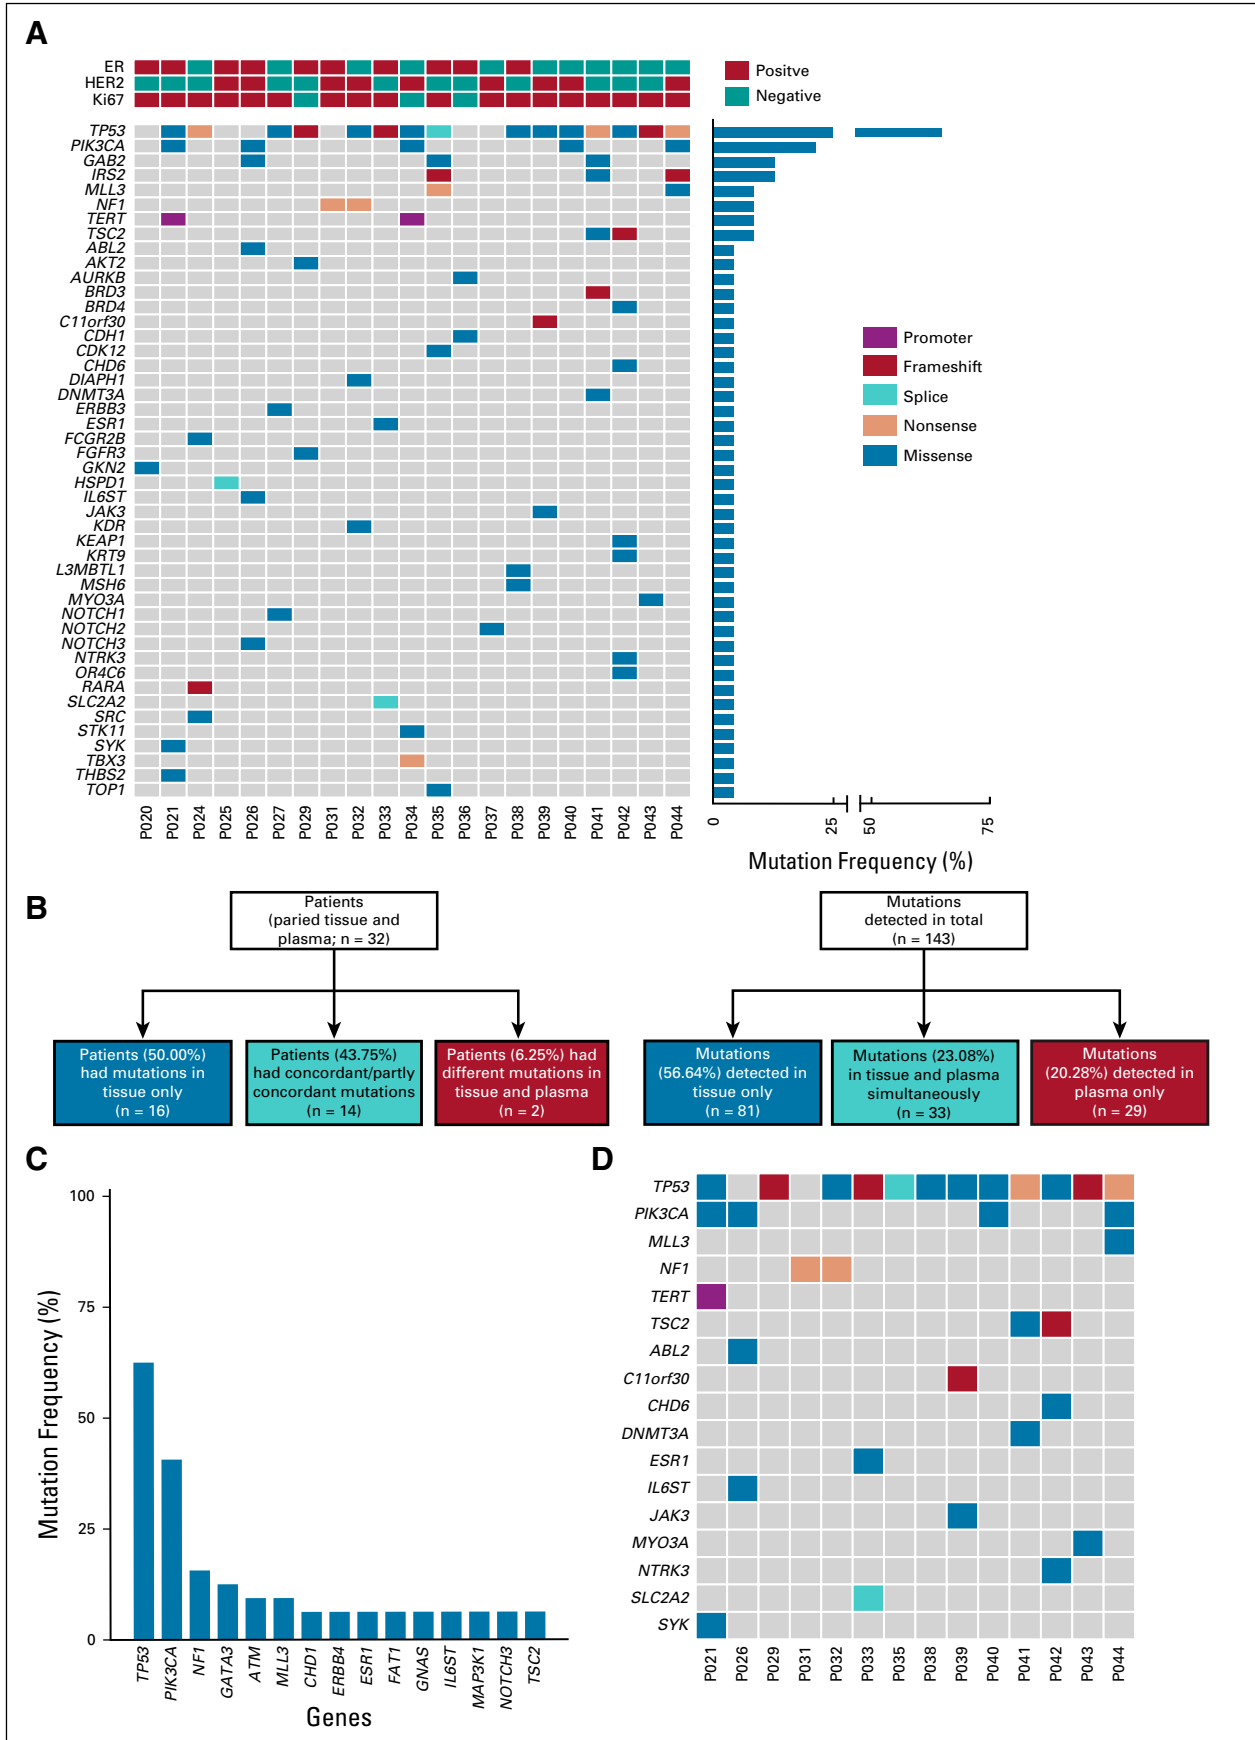 A
ER
HER2
Ki67
Positve
Negative
TP53
PIK3CA
GAB2
IRS2
MLL3
NF1
TERT
TSC2
ABL2
AKT2
AURKB
BRD3
BRD4
C11orf30
CDH1
CDK12
CHD6
DIAPH1
DNMT3A
ERBB3
ESR1
FCGR2B
FGFR3
GKN2
HSPD1
IL6ST
JAK3
KDR
KEAP1
KRT9
L3MBTL1
MSH6
MYO3A
NOTCH1
NOTCH2
NOTCH3
NTRK3
OR4C6
RARA
SLC2A2
SRC
STK11
SYK
TBX3
THBS2
TOP1
Promoter
Frameshift
Splice
Nonsense
Missense
P020 P021 P024 P025 P026 P027 P029 P031 P032 P033 P034 P035 P036 P037 P038 P039 P040 P041 P042 P043 P044
0 25 50 75
Mutation Frequency (%)
B
Patients
(paried tissue and
plasma; n = 32)
Patients (50.00%)
had mutations in
tissue only
(n = 16)
Patients (43.75%)
had concordant/partly
concordant mutations
(n = 14)
Patients (6.25%) had
different mutations in
tissue and plasma
(n = 2)
Mutations
detected in total
(n = 143)
Mutations
(56.64%) detected in
tissue only
(n = 81)
Mutations (23.08%)
in tissue and plasma
simultaneously
(n = 33)
Mutations
(20.28%) detected in
plasma only
(n = 29)
C
Mutation Frequency (%)
100
75
50
25
0
TP53 PIK3CA NF1 GATA3 ATM MLL3 CHD1 ERBB4 ESR1 FAT1 GNAS IL6ST MAP3K1 NOTCH3 TSC2
Genes
D
TP53
PIK3CA
MLL3
NF1
TERT
TSC2
ABL2
C11orf30
CHD6
DNMT3A
ESR1
IL6ST
JAK3
MYO3A
NTRK3
SLC2A2
SYK
P021 P026 P029 P031 P032 P033 P035 P038 P039 P040 P041 P042 P043 P044